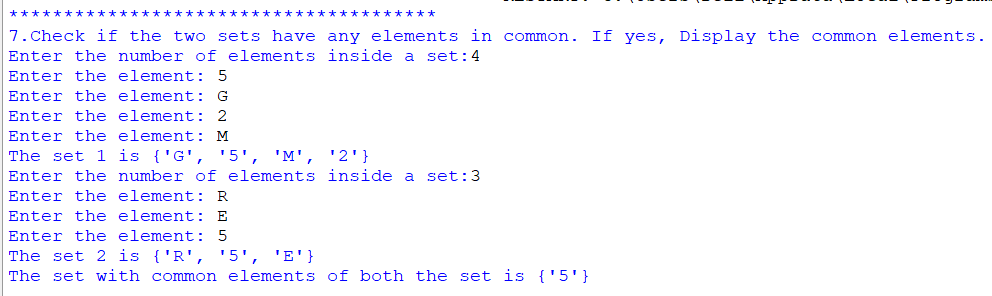 ***************************************
7.Check if the two sets have any elements in common. If yes, Display the common elements.
Enter the number of elements inside a set:4
Enter the element: 5
Enter the element: G
Enter the element: 2
Enter the element: M
The set 1 is {'G', '5', 'M', '2'}
Enter the number of elements inside a set:3
Enter the element: R
Enter the element: E
Enter the element: 5
The set 2 is {'R', '5', 'E'}
The set with common elements of both the set is {'5'}